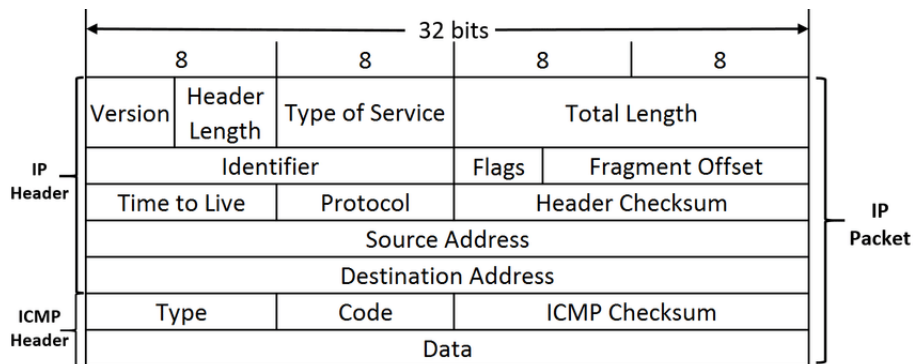 32 bits
8 8 8 8
Version Header Length Type of Service Total Length
Identifier Flags Fragment Offset
IP Header
Time to Live Protocol Header Checksum
IP Packet
Source Address
Destination Address
ICMP Header
Type Code ICMP Checksum
Data